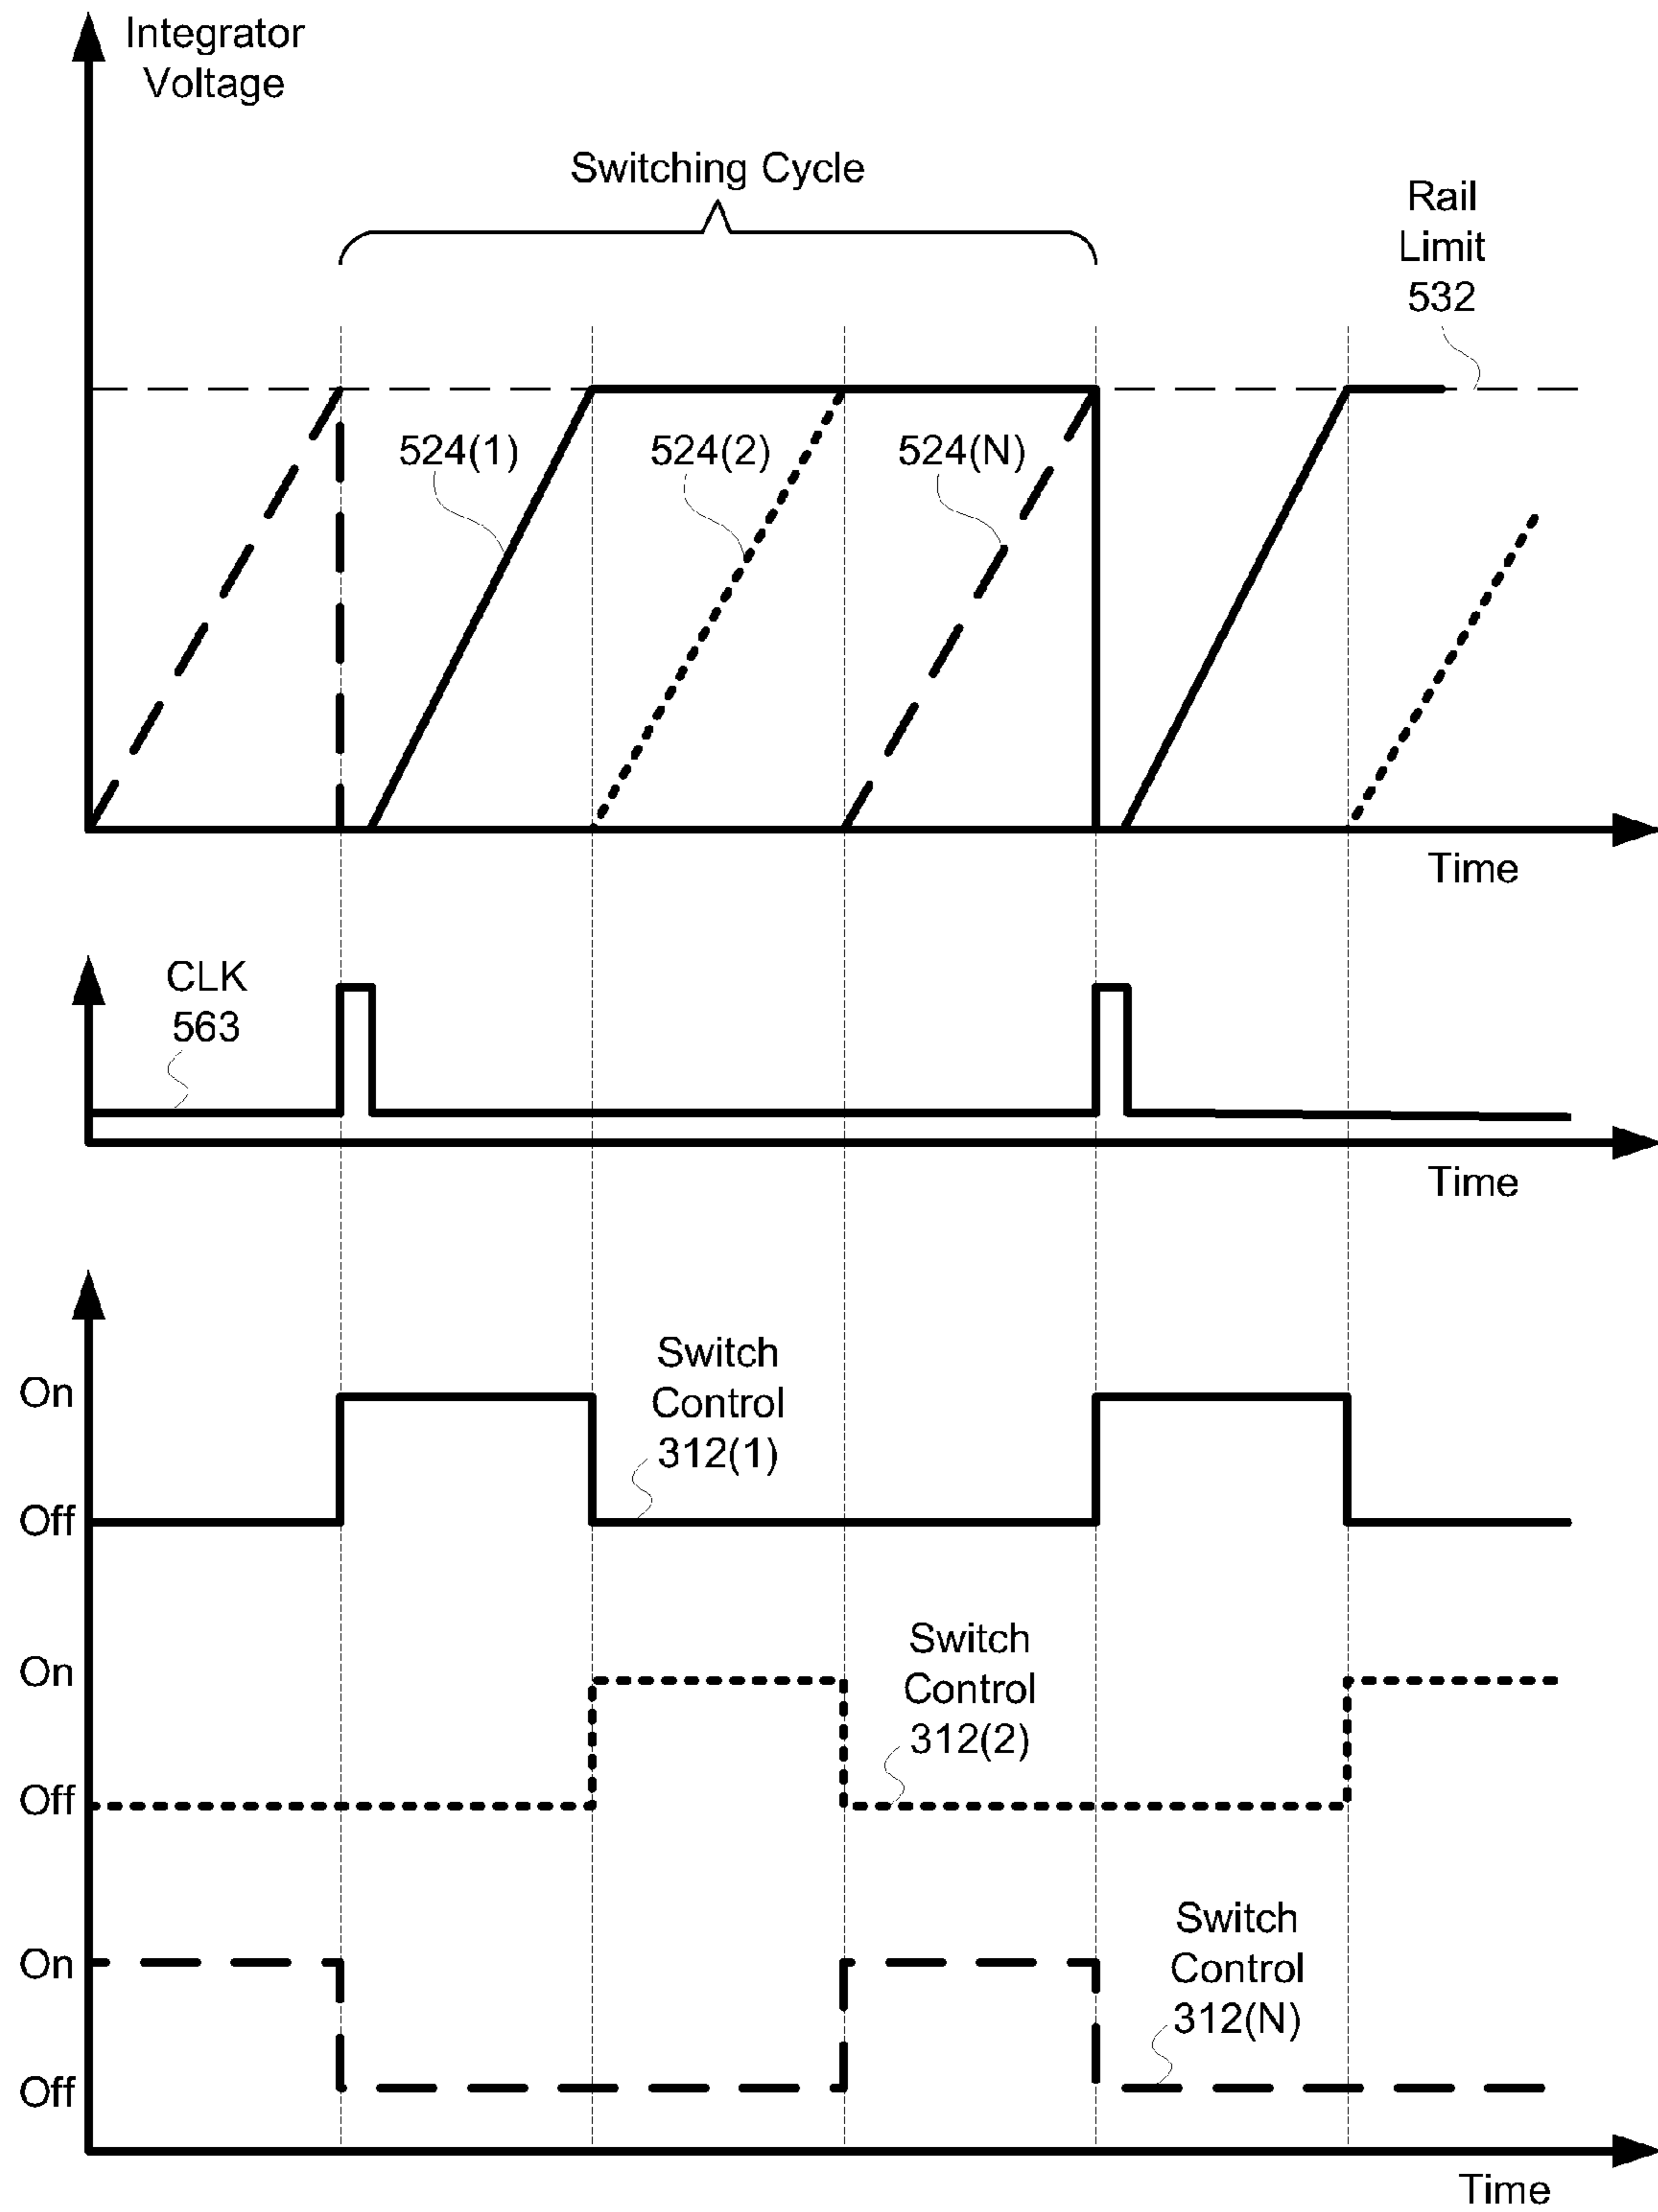 Integrator
Voltage
Switching Cycle
Rail
Limit
532
524(1)
524(2)
524(N)
Time
CLK
563
Time
Switch
Control
312(1)
On
Off
Switch
Control
312(2)
On
Off
Switch
Control
312(N)
On
Off
Time